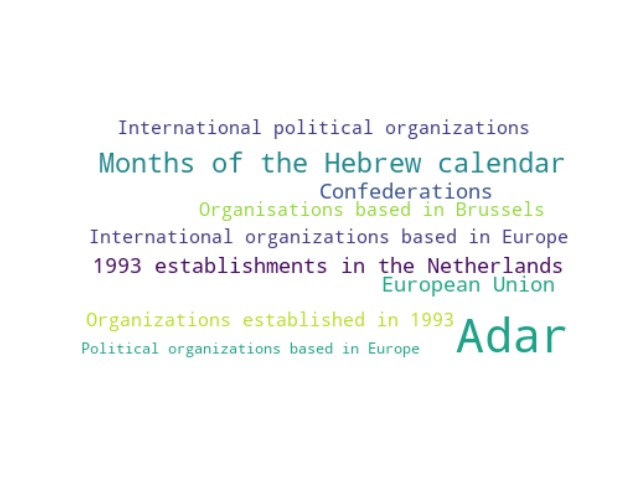 International political organizations
Months of the Hebrew calendar
Confederations
Organisations based in Brussels
International organizations based in Europe
1993 establishments in the Netherlands
European Union
Organizations established in 1993
Adar
Political organizations based in Europe